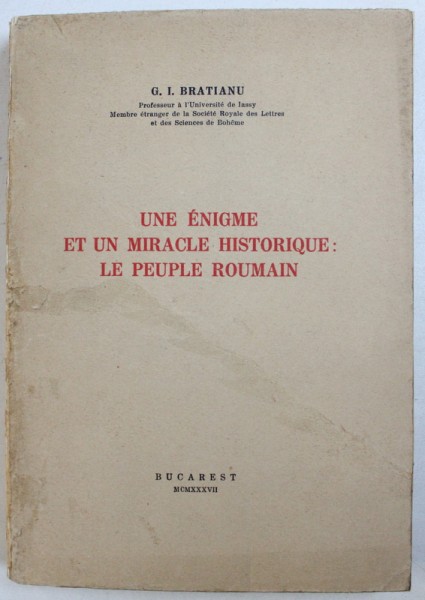 G. I. BRATIANU
Professeur à l'Université de Iassy
Membre étranger de la Société Royale des Lettres
et des Sciences de Bohême
UNE ÉNIGME
ET UN MIRACLE HISTORIQUE:
LE PEUPLE ROUMAIN
BUCAREST
MCMXXXVII